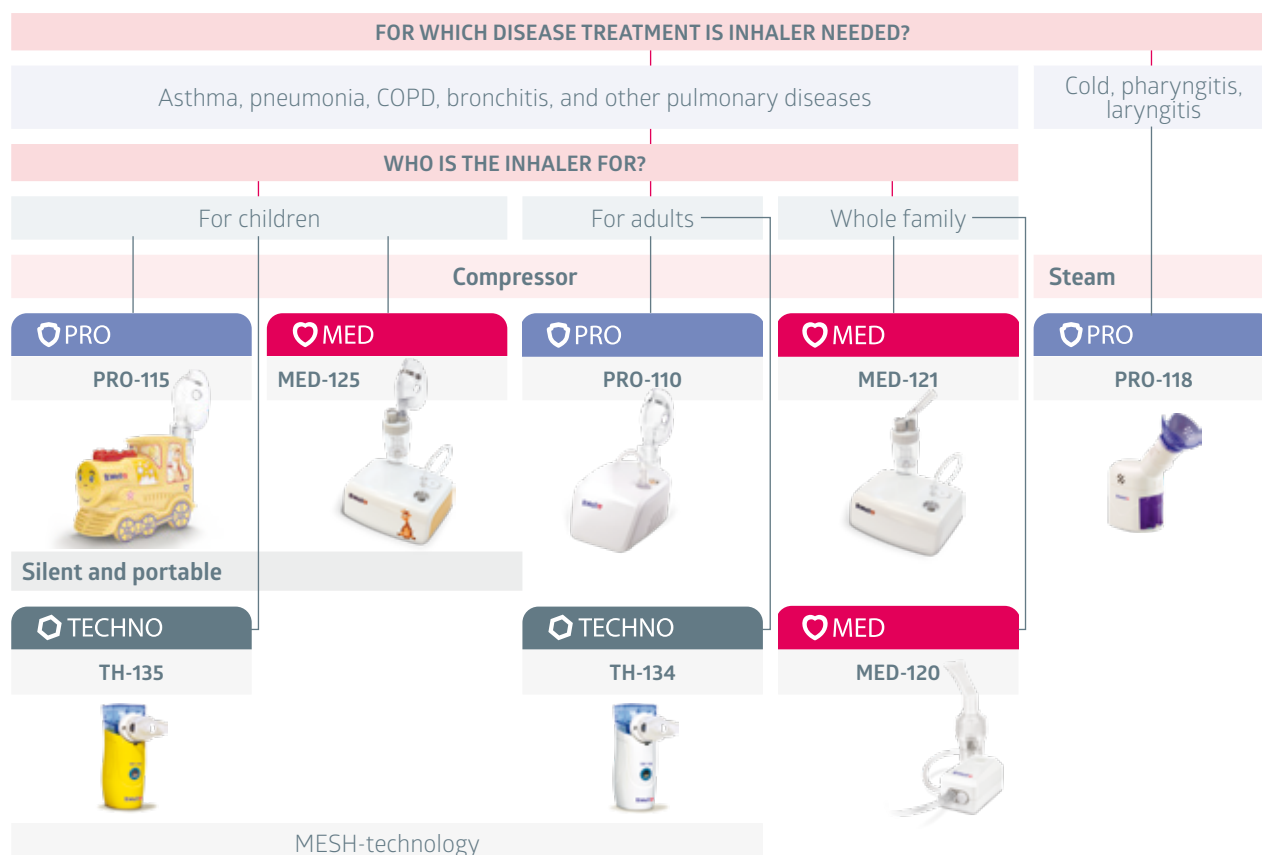 FOR WHICH DISEASE TREATMENT IS INHALER NEEDED?
Asthma, pneumonia, COPD, bronchitis, and other pulmonary diseases
Cold, pharyngitis,
laryngitis
WHO IS THE INHALER FOR?
For children
For adults
Whole family
Compressor
Steam
PRO
MED
PRO
MED
PRO
PRO-115
MED-125
PRO-110
MED-121
PRO-118
Silent and portable
TECHNO
TECHNO
MED
TH-135
TH-134
MED-120
MESH-technology